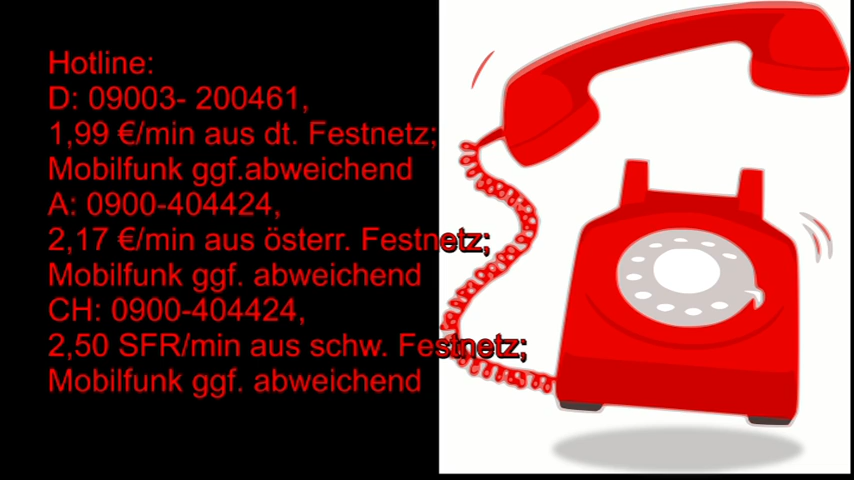 Hotline:
D: 09003- 200461,
1,99 €/min aus dt. Festnetz;
Mobilfunk ggf.abweichend
A: 0900-404424,
2,17 €/min aus österr. Festnetz;
Mobilfunk ggf. abweichend
CH: 0900-404424,
2,50 SFR/min aus schw. Festnetz;
Mobilfunk ggf. abweichend